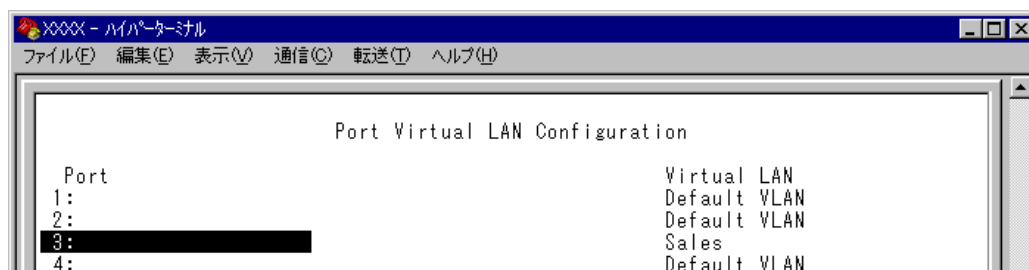 XXXX - ハイパーターミナル
ファイル(F) 編集(E) 表示(V) 通信(C) 転送(T) ヘルプ(H)
Port Virtual LAN Configuration
Port Virtual LAN
1: Default VLAN
2: Default VLAN
3: Sales
4: Default VLAN